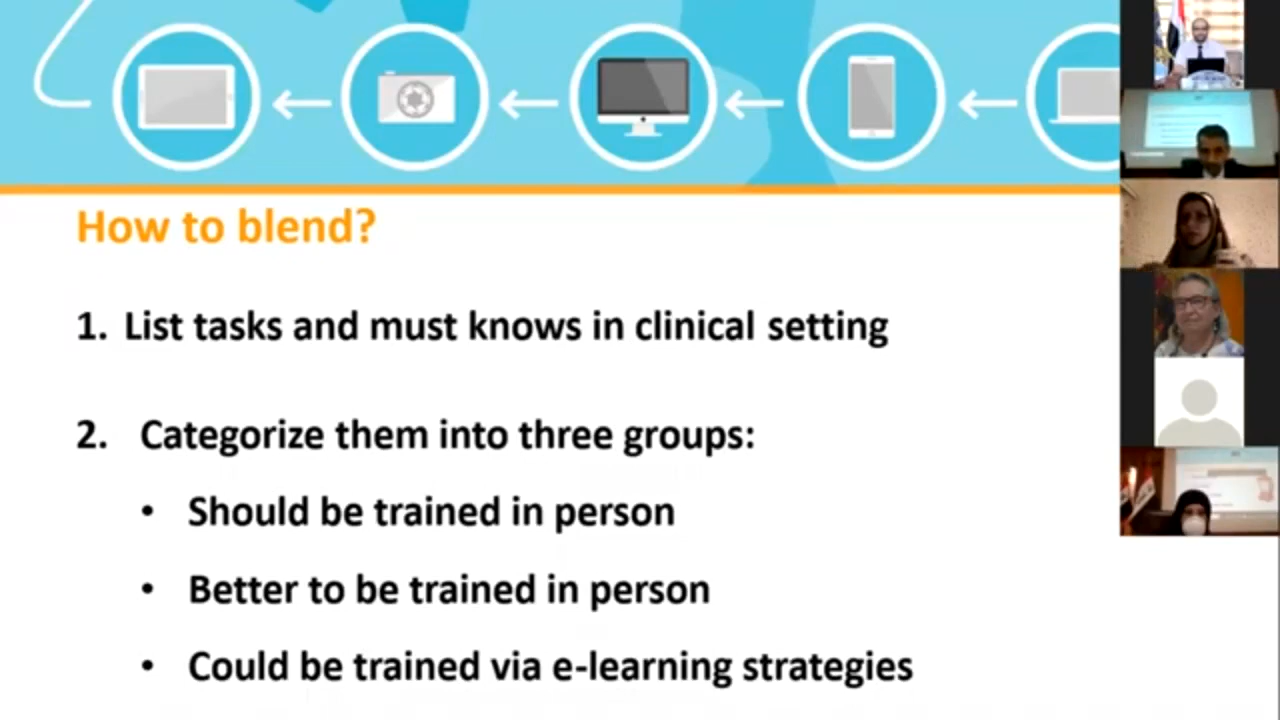 How to blend?
1. List tasks and must knows in clinical setting
2. Categorize them into three groups:
• Should be trained in person
• Better to be trained in person
• Could be trained via e-learning strategies